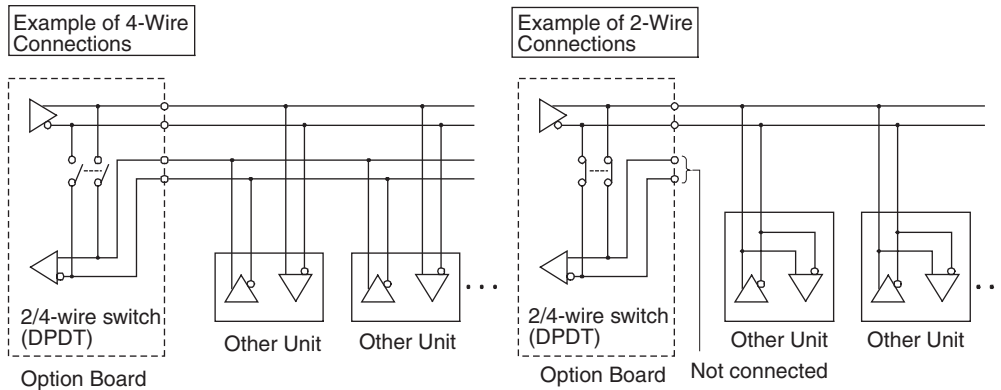 Example of 4-Wire
Connections
2/4-wire switch
(DPDT)
Other Unit
Other Unit
. . .
Option Board
Example of 2-Wire
Connections
2/4-wire switch
(DPDT)
Other Unit
Other Unit
. . .
Option Board
Not connected